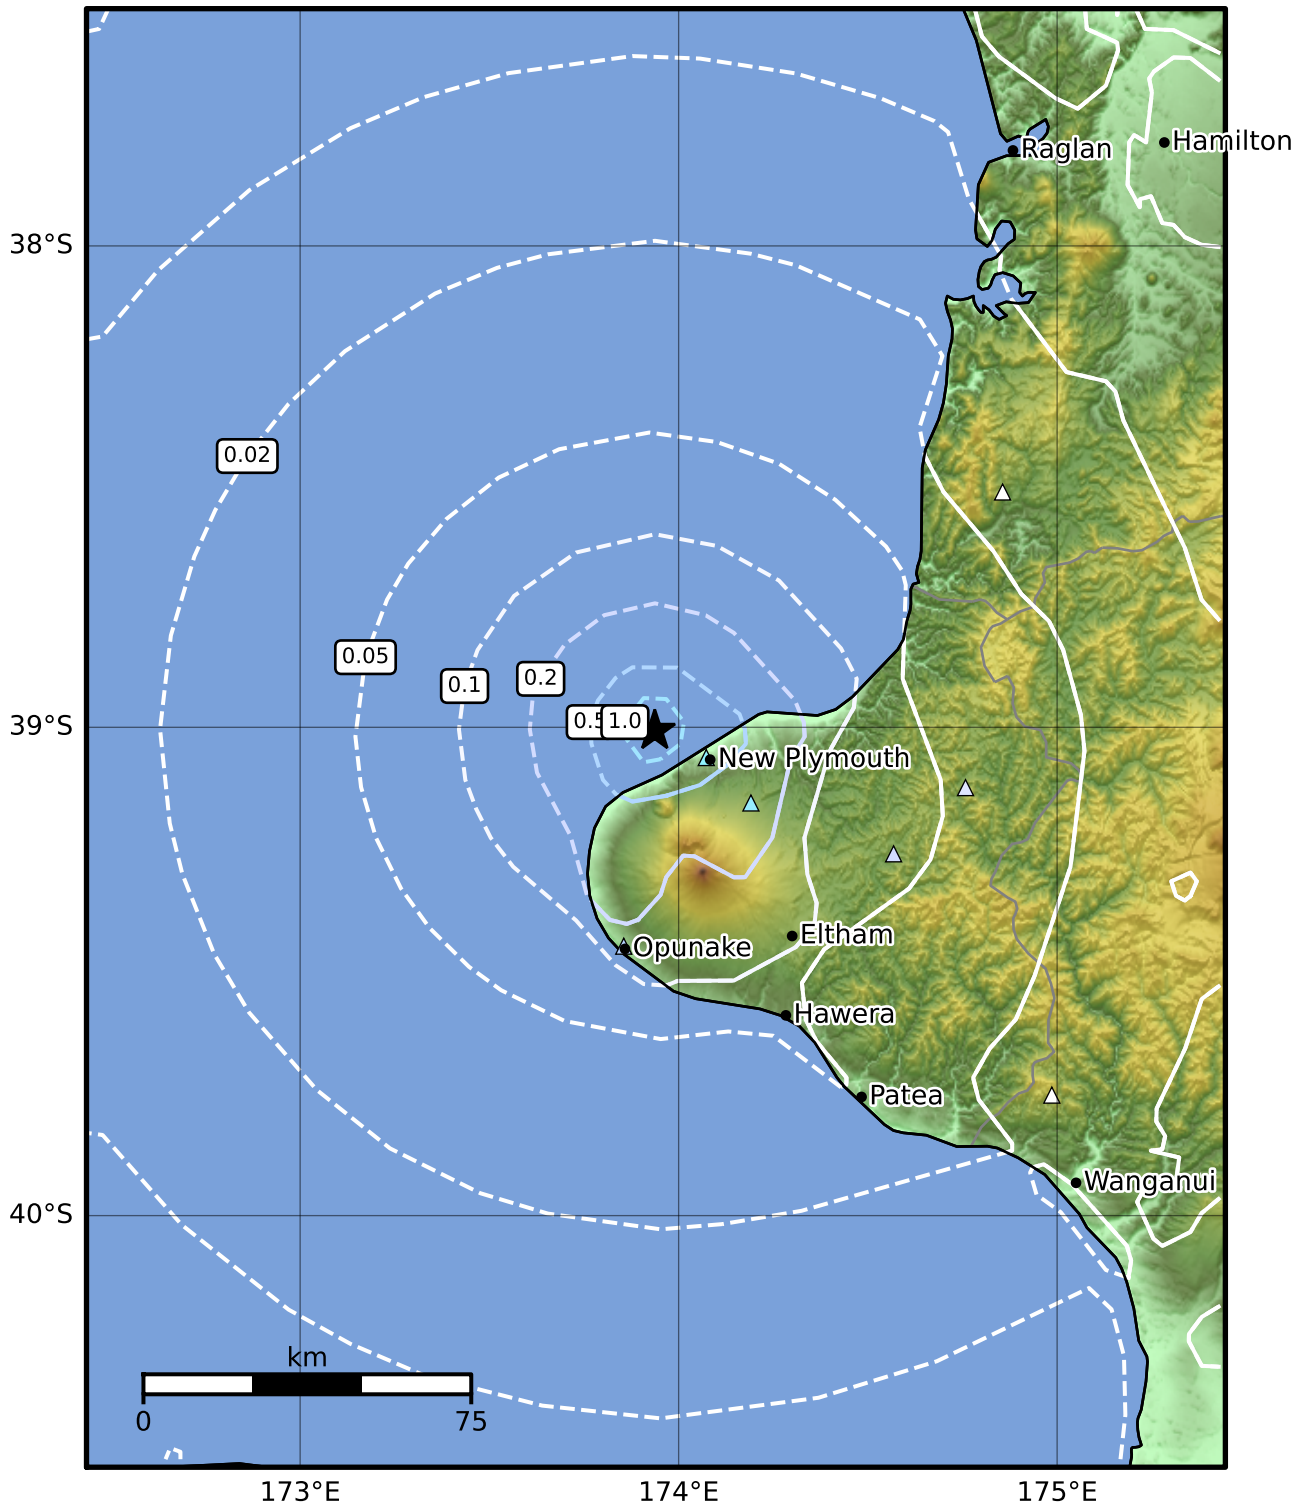 Raglan
Hamilton
38°S
0.02
0.05
0.1
0.2
0.5
1.0
39°S
New Plymouth
Eltham
Opunake
Hawera
Patea
Wanganui
40°S
km
0
75
173°E
174°E
175°E